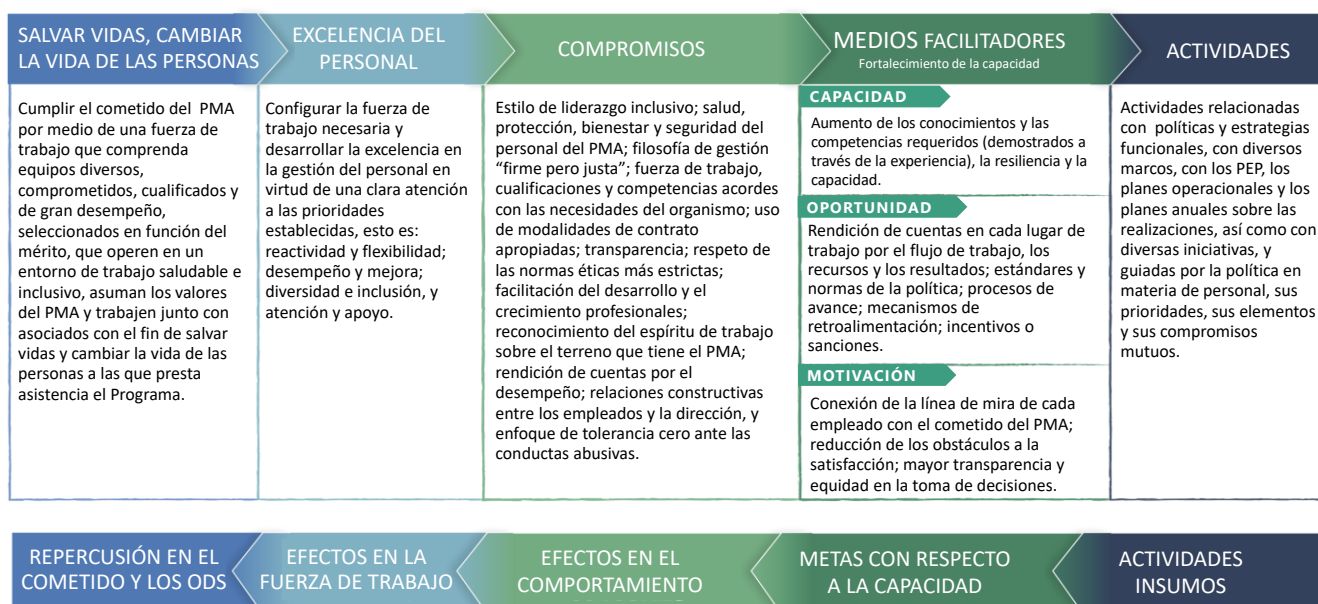 SALVAR VIDAS, CAMBIAR
LA VIDA DE LAS PERSONAS
Cumplir el cometido del PMA
por medio de una fuerza de
trabajo que comprenda
equipos diversos,
comprometidos, cualificados y
de gran desempeño,
seleccionados en función del
mérito, que operen en un
entorno de trabajo saludable e
inclusivo, asuman los valores
del PMA y trabajen junto con
asociados con el fin de salvar
vidas y cambiar la vida de las
personas a las que presta
asistencia el Programa.
EXCELENCIA DEL
PERSONAL
Configurar la fuerza de
trabajo necesaria y
desarrollar la excelencia en
la gestión del personal en
virtud de una clara atención
a las prioridades
establecidas, esto es:
reactividad y flexibilidad;
desempeño y mejora;
diversidad e inclusión, y
atención y apoyo.
COMPROMISOS
Estilo de liderazgo inclusivo; salud,
protección, bienestar y seguridad del
personal del PMA; filosofía de gestión
“firme pero justa”; fuerza de trabajo,
cualificaciones y competencias acordes
con las necesidades del organismo; uso
de modalidades de contrato
apropiadas; transparencia; respeto de
las normas éticas más estrictas;
facilitación del desarrollo y el
crecimiento profesionales;
reconocimiento del espíritu de trabajo
sobre el terreno que tiene el PMA;
rendición de cuentas por el
desempeño; relaciones constructivas
entre los empleados y la dirección, y
enfoque de tolerancia cero ante las
conductas abusivas.
MEDIOS FACILITADORES
Fortalecimiento de la capacidad
CAPACIDAD
Aumento de los conocimientos y las
competencias requeridos (demostrados a
través de la experiencia), la resiliencia y la
capacidad.
OPORTUNIDAD
Rendición de cuentas en cada lugar de
trabajo por el flujo de trabajo, los
recursos y los resultados; estándares y
normas de la política; procesos de
avance; mecanismos de
retroalimentación; incentivos o
sanciones.
MOTIVACIÓN
Conexión de la línea de mira de cada
empleado con el cometido del PMA;
reducción de los obstáculos a la
satisfacción; mayor transparencia y
equidad en la toma de decisiones.
ACTIVIDADES
Actividades relacionadas
con políticas y estrategias
funcionales, con diversos
marcos, con los PEP, los
planes operacionales y los
planes anuales sobre las
realizaciones, así como con
diversas iniciativas, y
guiadas por la política en
materia de personal, sus
prioridades, sus elementos
y sus compromisos
mutuos.
REPERCUSIÓN EN EL
COMETIDO Y LOS ODS
EFECTOS EN LA
FUERZA DE TRABAJO
EFECTOS EN EL
COMPORTAMIENTO
METAS CON RESPECTO
A LA CAPACIDAD
ACTIVIDADES
INSUMOS